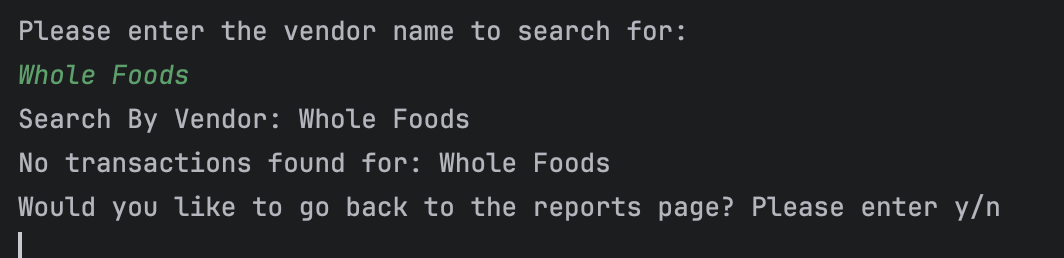 Please enter the vendor name to search for:
Whole Foods
Search By Vendor: Whole Foods
No transactions found for: Whole Foods
Would you like to go back to the reports page? Please enter y/n